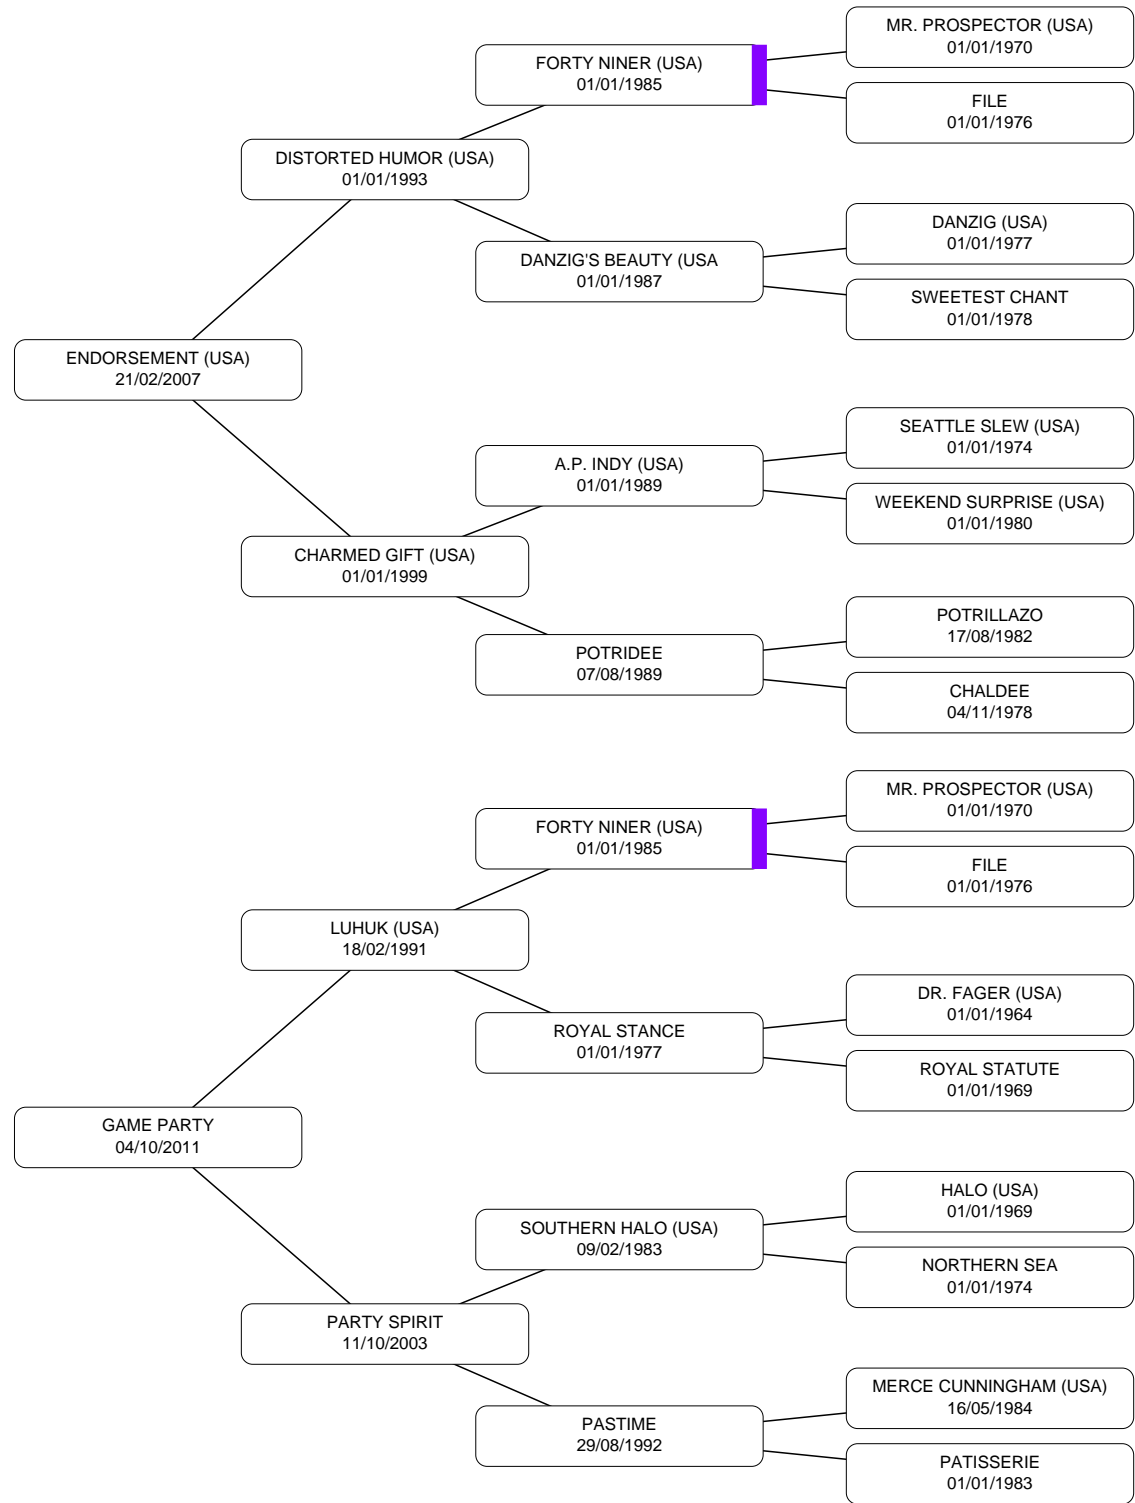 MR. PROSPECTOR (USA)
01/01/1970
FORTY NINER (USA)
01/01/1985
FILE
01/01/1976
DISTORTED HUMOR (USA)
01/01/1993
DANZIG (USA)
01/01/1977
DANZIG'S BEAUTY (USA
01/01/1987
SWEETEST CHANT
01/01/1978
ENDORSEMENT (USA)
21/02/2007
SEATTLE SLEW (USA)
01/01/1974
A.P. INDY (USA)
01/01/1989
WEEKEND SURPRISE (USA)
01/01/1980
CHARMED GIFT (USA)
01/01/1999
POTRILLAZO
17/08/1982
POTRIDEE
07/08/1989
CHALDEE
04/11/1978
MR. PROSPECTOR (USA)
01/01/1970
FORTY NINER (USA)
01/01/1985
FILE
01/01/1976
LUHUK (USA)
18/02/1991
DR. FAGER (USA)
01/01/1964
ROYAL STANCE
01/01/1977
ROYAL STATUTE
01/01/1969
GAME PARTY
04/10/2011
HALO (USA)
01/01/1969
SOUTHERN HALO (USA)
09/02/1983
NORTHERN SEA
01/01/1974
PARTY SPIRIT
11/10/2003
MERCE CUNNINGHAM (USA)
16/05/1984
PASTIME
29/08/1992
PATISSERIE
01/01/1983